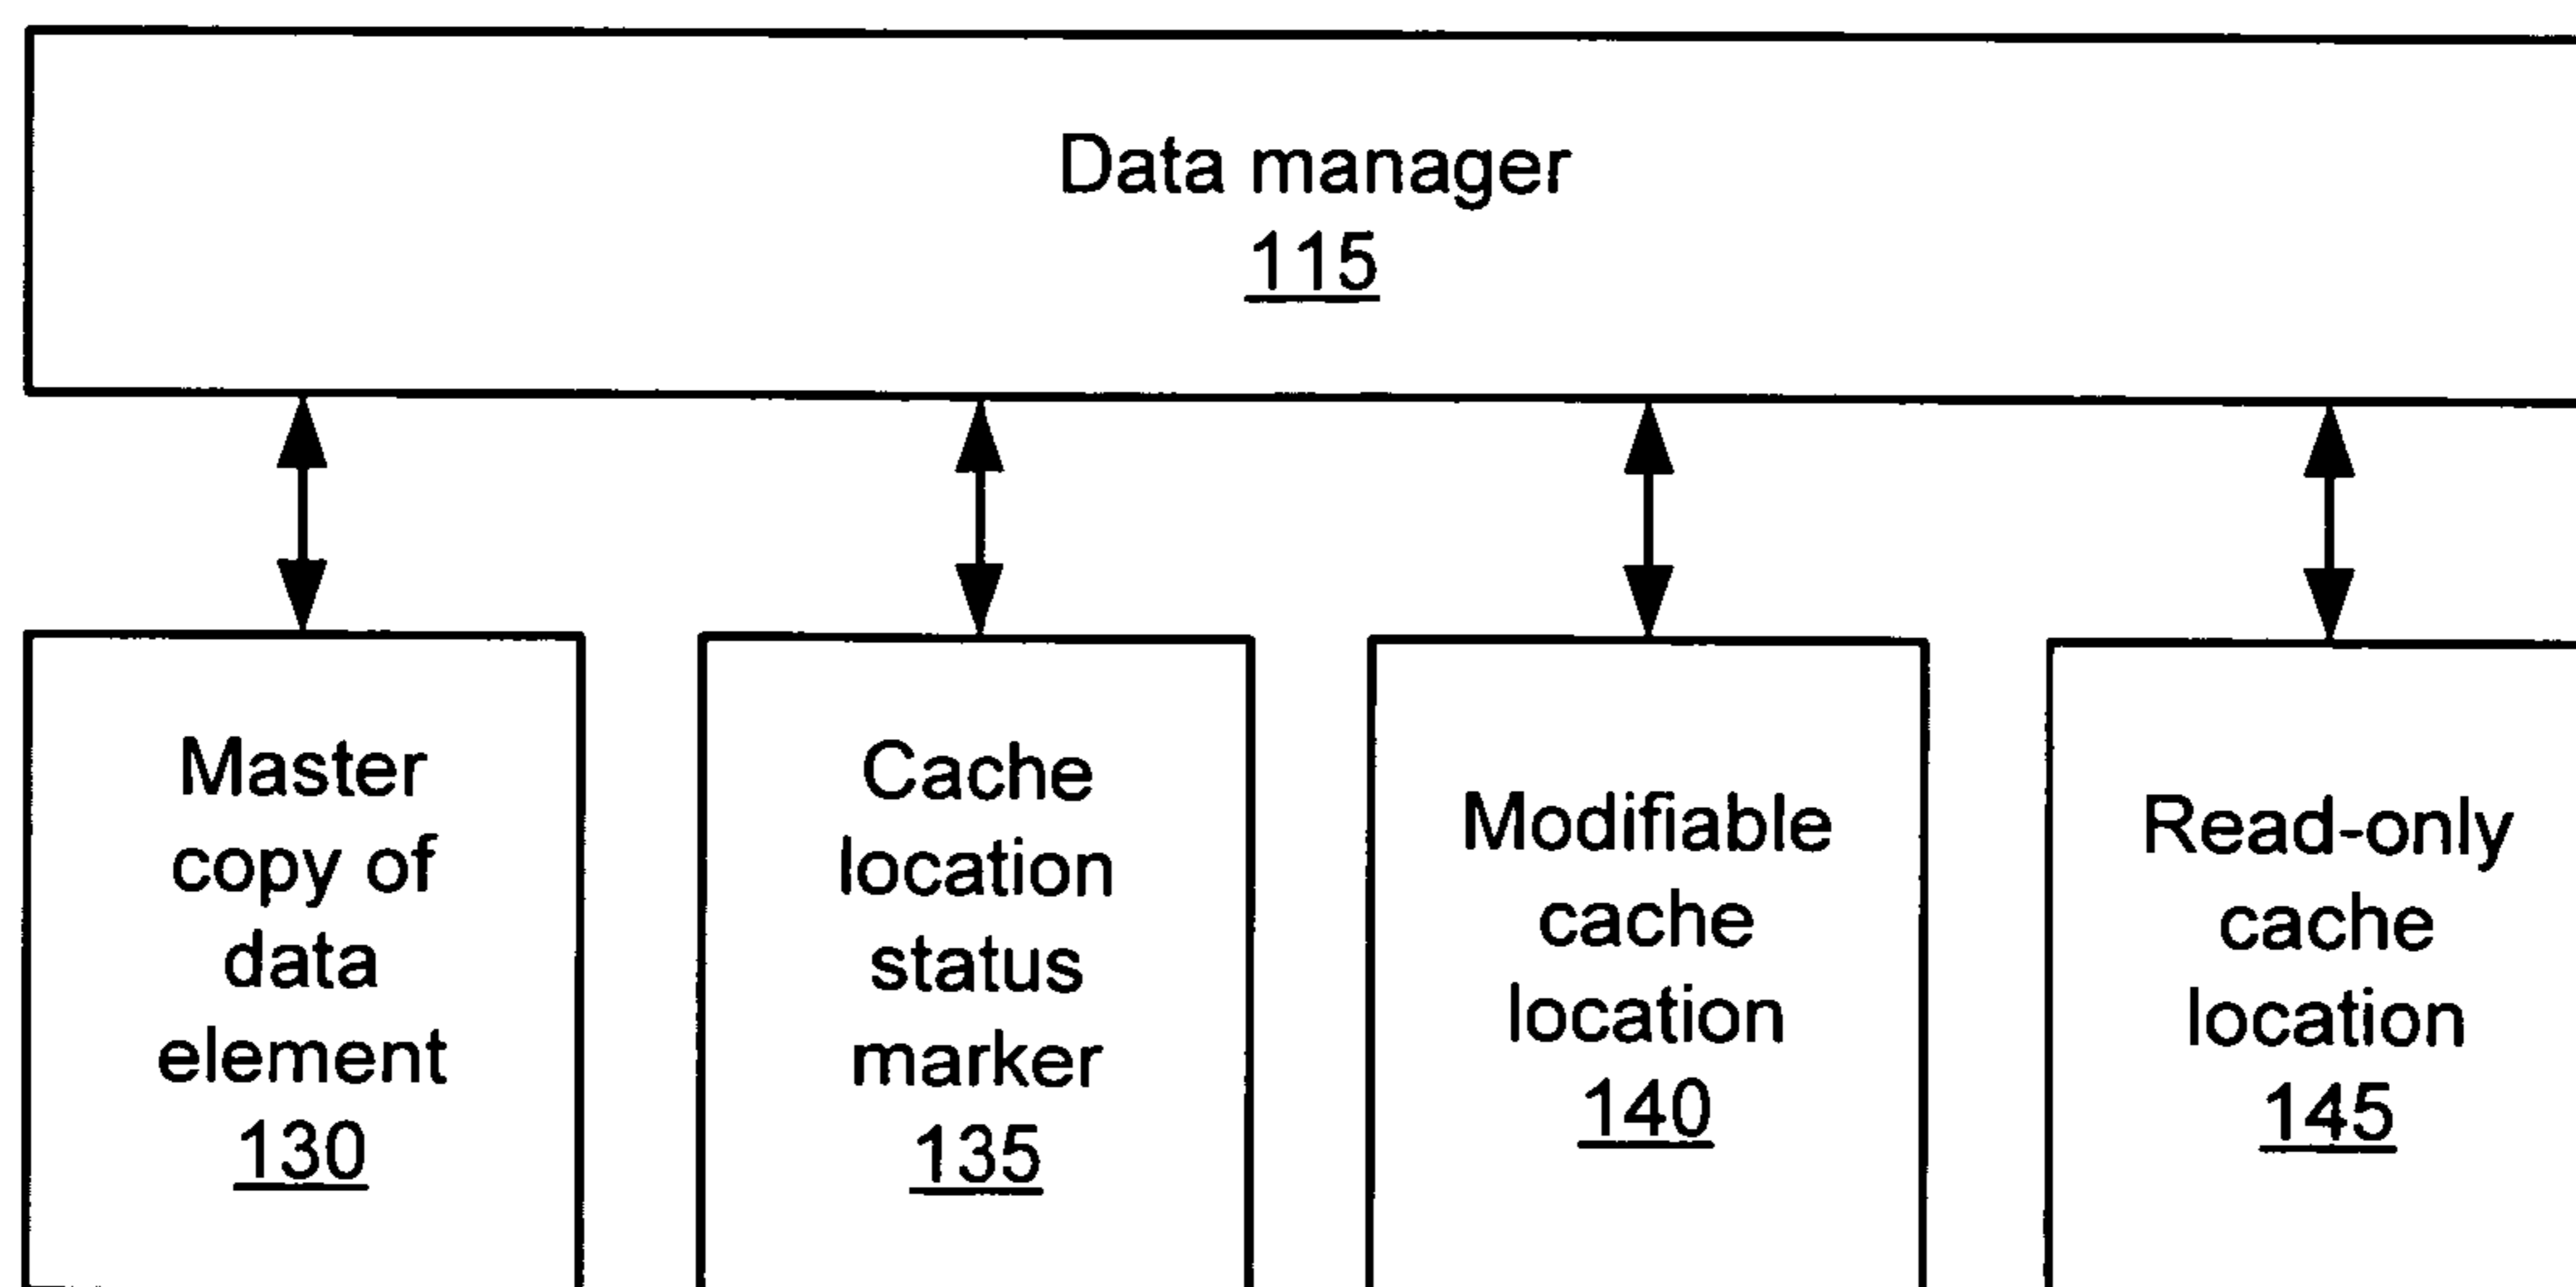 Data manager
115
Master
copy of
data
element
130
Cache
location
status
marker
135
Modifiable
cache
location
140
Read-only
cache
location
145